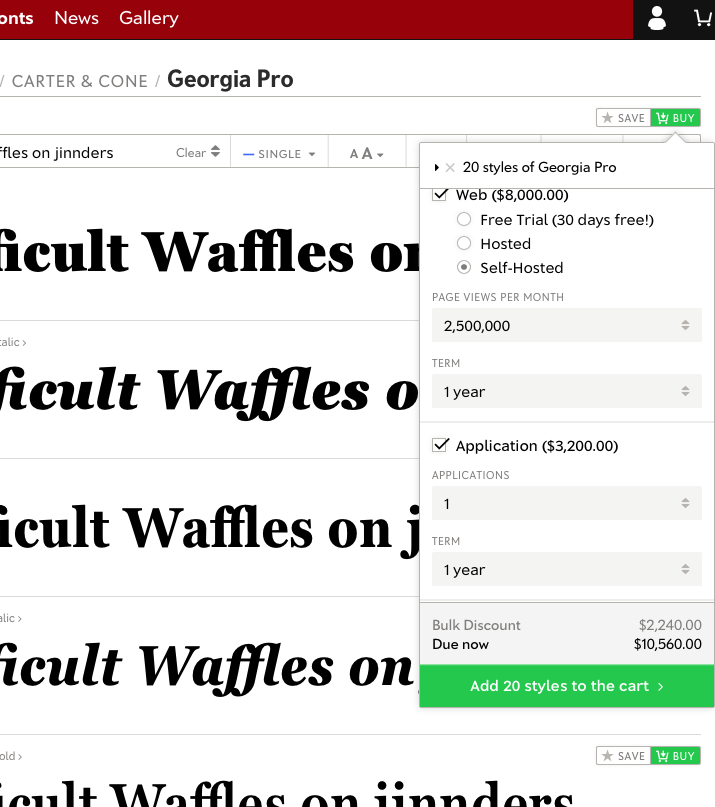 onts News Gallery
/ CARTER & CONE / Georgia Pro
SAVE BUY
ffles on jinnders Clear SINGLE A A
20 styles of Georgia Pro
Web ($8,000.00)
Free Trial (30 days free!)
Hosted
Self-Hosted
PAGE VIEWS PER MONTH
2,500,000
TERM
1 year
Application ($3,200.00)
APPLICATIONS
1
TERM
1 year
Bulk Discount $2,240.00
Due now $10,560.00
Add 20 styles to the cart ›
ficult Waffles on
talic ›
ficult Waffles o
icult Waffles on j
alic ›
ficult Waffles on
old ›
SAVE BUY
icult Waffles on jinnders